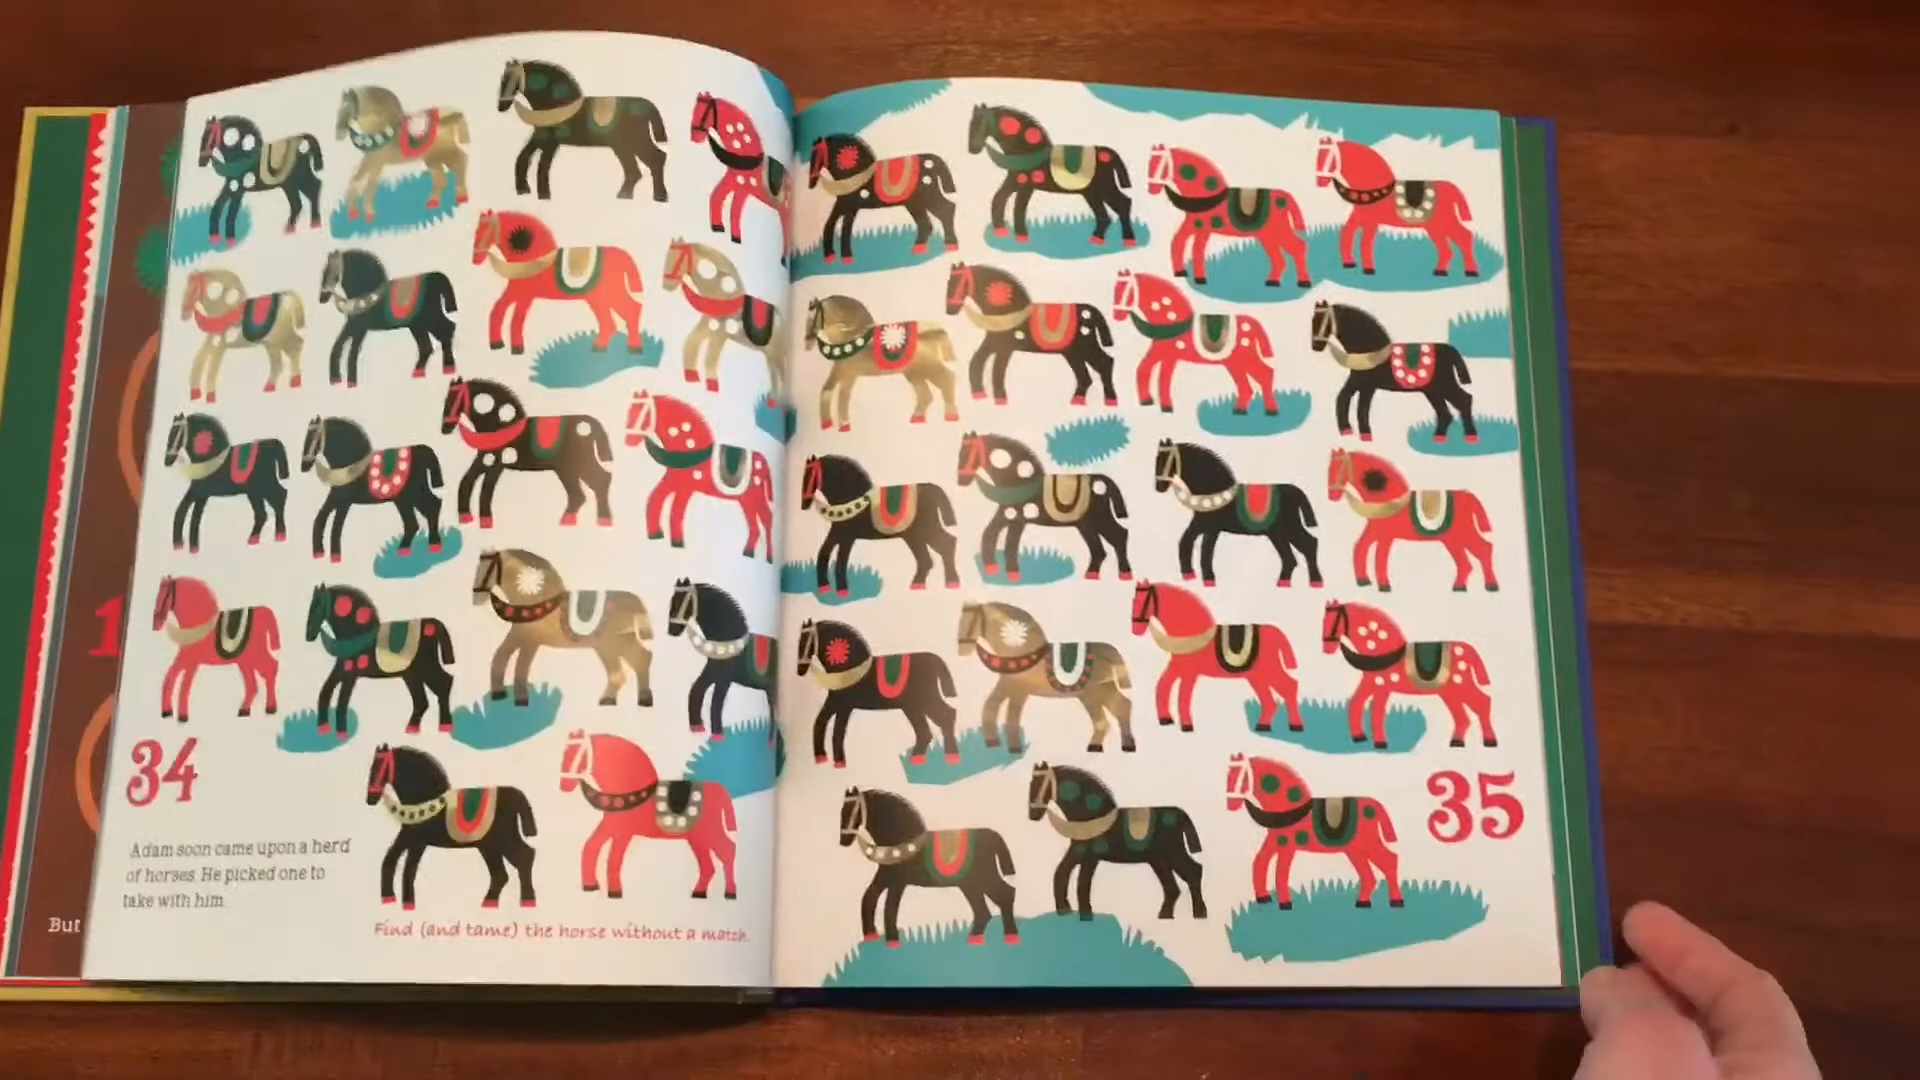 But
1
34
Adam soon came upon a herd
of horses. He picked one to
take with him.
Find (and tame) the horse without a match.
35